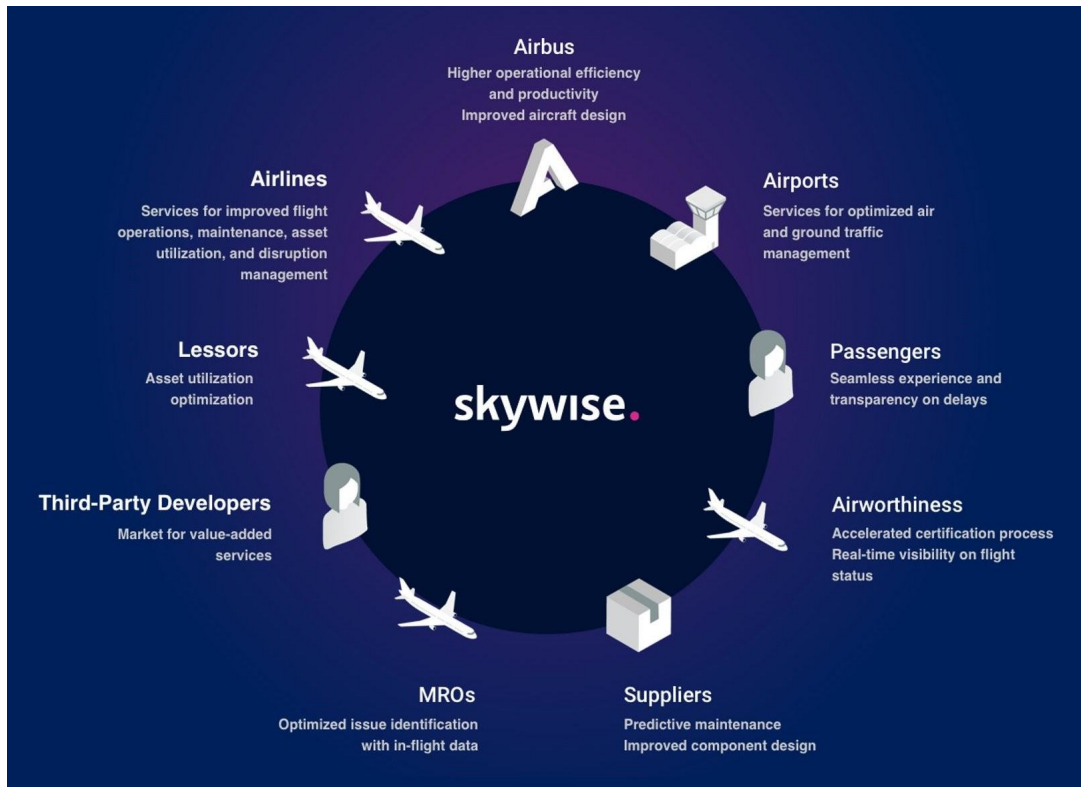 Airbus
Higher operational efficiency
and productivity
Improved aircraft design
Airlines
Services for improved flight
operations, maintenance, asset
utilization, and disruption
management
Airports
Services for optimized air
and ground traffic
management
Lessors
Asset utilization
optimization
skywise.
Passengers
Seamless experience and
transparency on delays
Third-Party Developers
Market for value-added
services
Airworthiness
Accelerated certification process
Real-time visibility on flight
status
MROs
Optimized issue identification
with in-flight data
Suppliers
Predictive maintenance
Improved component design